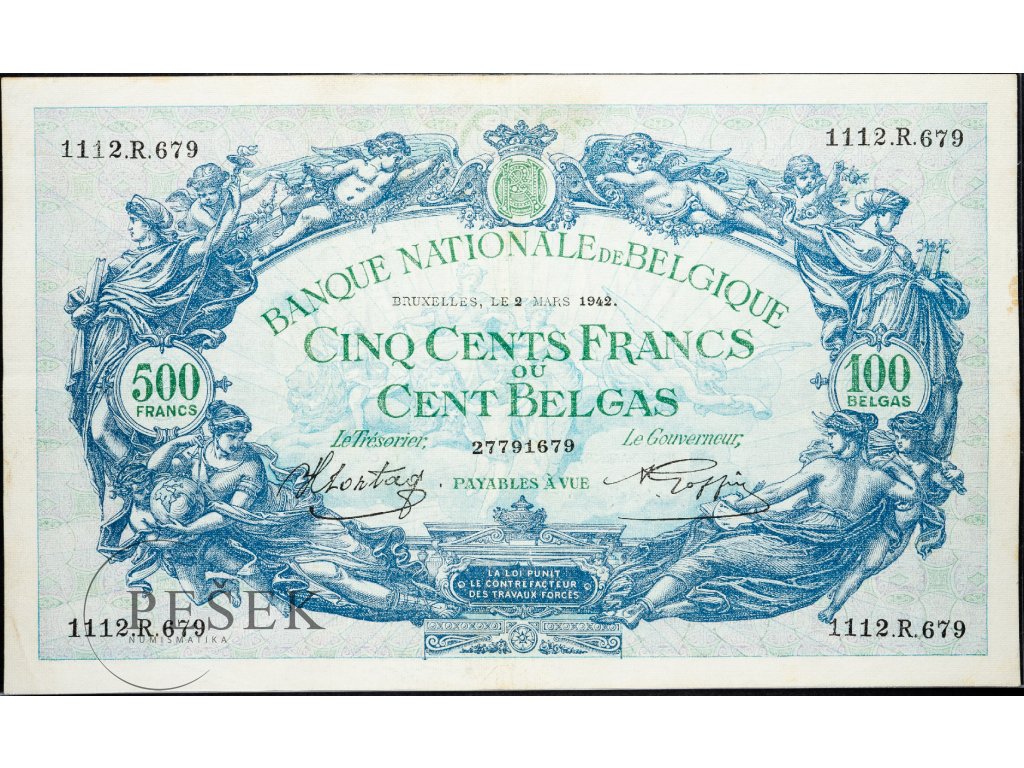 1112.R.679 1112.R.679
BANQUE NATIONALE DE BELGIQUE
BRUXELLES, LE 2 MARS 1942.
CINQ CENTS FRANCS
OU
CENT BELGAS
500
FRANCS
100
BELGAS
Le Trésorier, 27791679 Le Gouverneur,
PAYABLES À VUE
LA LOI PUNIT
LE CONTREFACTEUR
DES TRAVAUX FORCÉS
PEŠEK
NUMISMATIKA
1112.R.679 1112.R.679